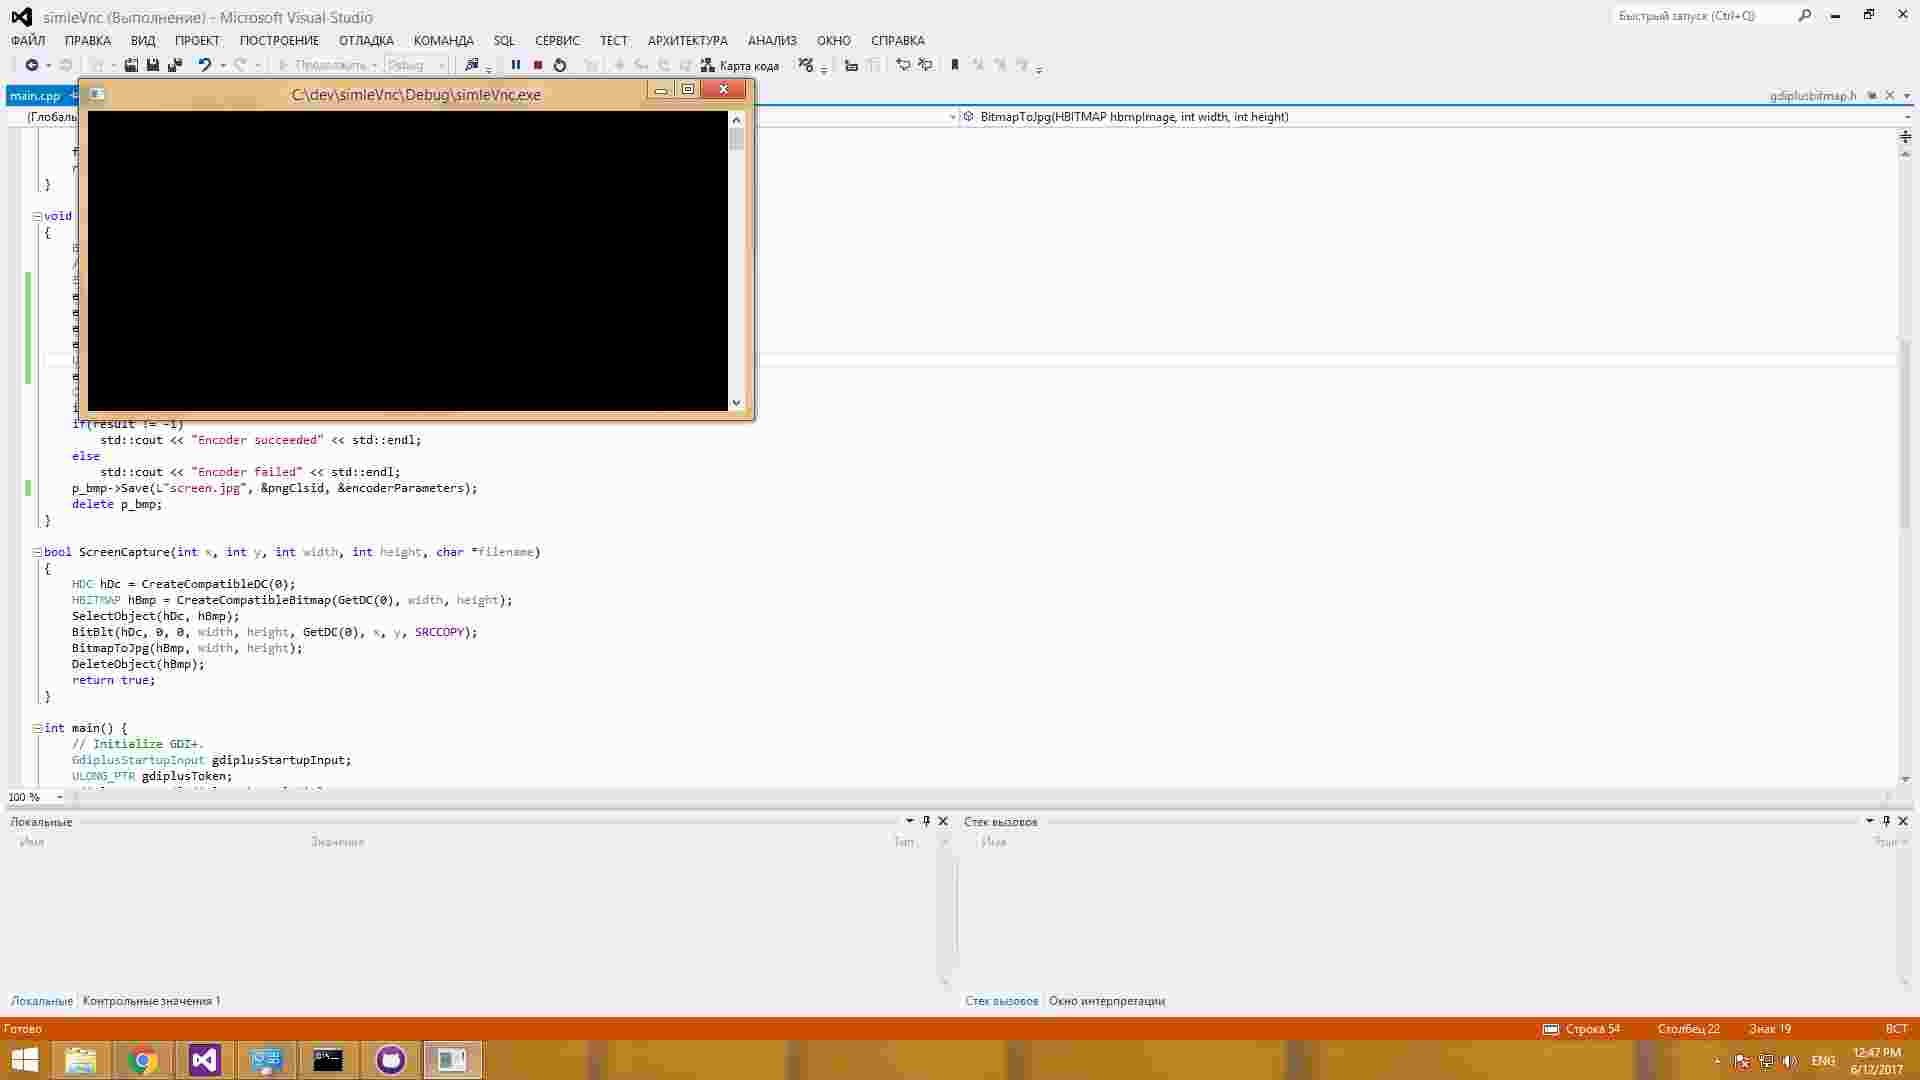 simleVnc (Выполнение) - Microsoft Visual Studio
Быстрый запуск (Ctrl+Q)
ФАЙЛ ПРАВКА ВИД ПРОЕКТ ПОСТРОЕНИЕ ОТЛАДКА КОМАНДА SQL СЕРВИС ТЕСТ АРХИТЕКТУРА АНАЛИЗ ОКНО СПРАВКА
Продолжить Debug Карта кода
main.cpp
C:\dev\simleVnc\Debug\simleVnc.exe
gdiplusbitmap.h
(Глобаль
BitmapToJpg(HBITMAP hbmpImage, int width, int height)
}
void
{
if(result != -1)
std::cout << "Encoder succeeded" << std::endl;
else
std::cout << "Encoder failed" << std::endl;
p_bmp->Save(L"screen.jpg", &pngClsid, &encoderParameters);
delete p_bmp;
}
bool ScreenCapture(int x, int y, int width, int height, char *filename)
{
HDC hDc = CreateCompatibleDC(0);
HBITMAP hBmp = CreateCompatibleBitmap(GetDC(0), width, height);
SelectObject(hDc, hBmp);
BitBlt(hDc, 0, 0, width, height, GetDC(0), x, y, SRCCOPY);
BitmapToJpg(hBmp, width, height);
DeleteObject(hBmp);
return true;
}
int main() {
// Initialize GDI+.
GdiplusStartupInput gdiplusStartupInput;
ULONG_PTR gdiplusToken;
100 %
Локальные
Имя Значение Тип
Стек вызовов
Имя
Локальные Контрольные значения 1
Стек вызовов Окно интерпретации
Готово
Строка 54 Столбец 22 Знак 19 ВСТ
ENG
12:47 PM
6/12/2017